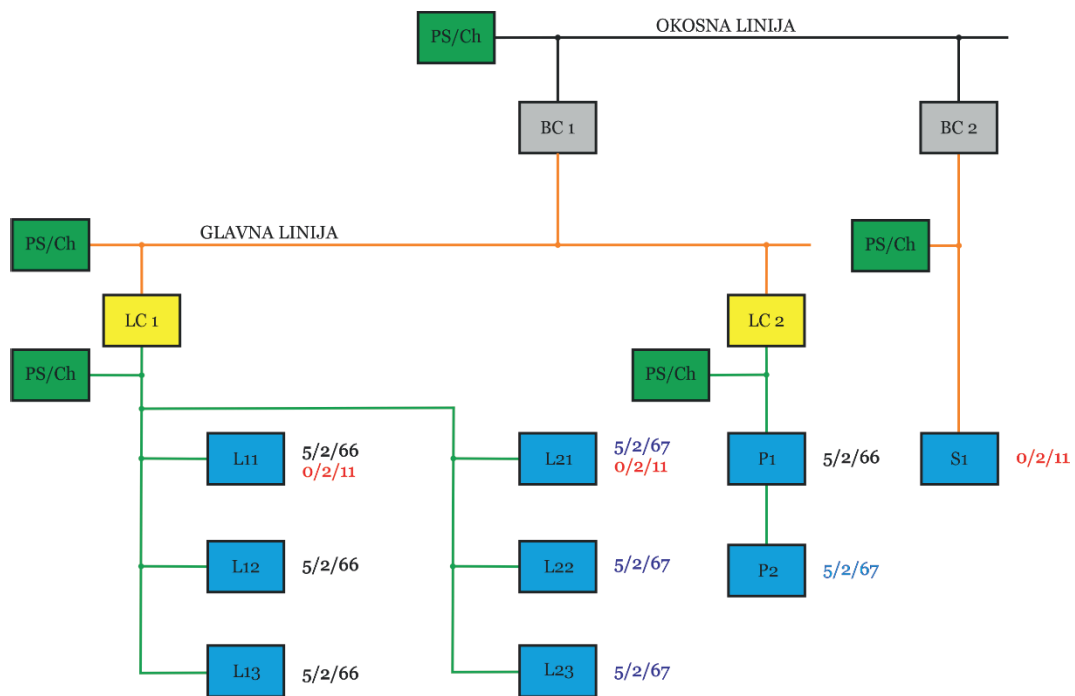 PS/Ch
OKOSNA LINIJA
BC 1
BC 2
PS/Ch
GLAVNA LINIJA
PS/Ch
LC 1
LC 2
PS/Ch
PS/Ch
L11
5/2/66
0/2/11
L21
5/2/67
0/2/11
P1
5/2/66
S1
0/2/11
L12
5/2/66
L22
5/2/67
P2
5/2/67
L13
5/2/66
L23
5/2/67